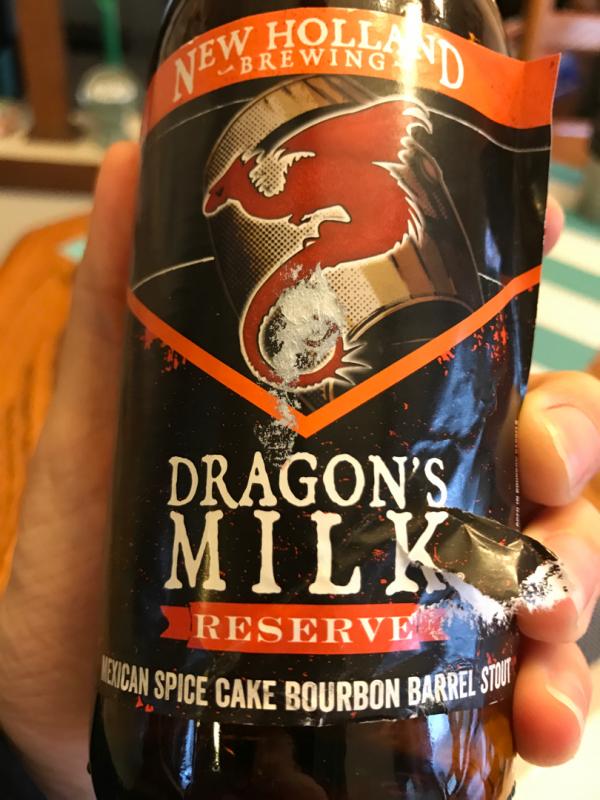 NEW HOLLAND
BREWING
DRAGON'S
MILK
RESERVE
MEXICAN SPICE CAKE BOURBON BARREL STOUT